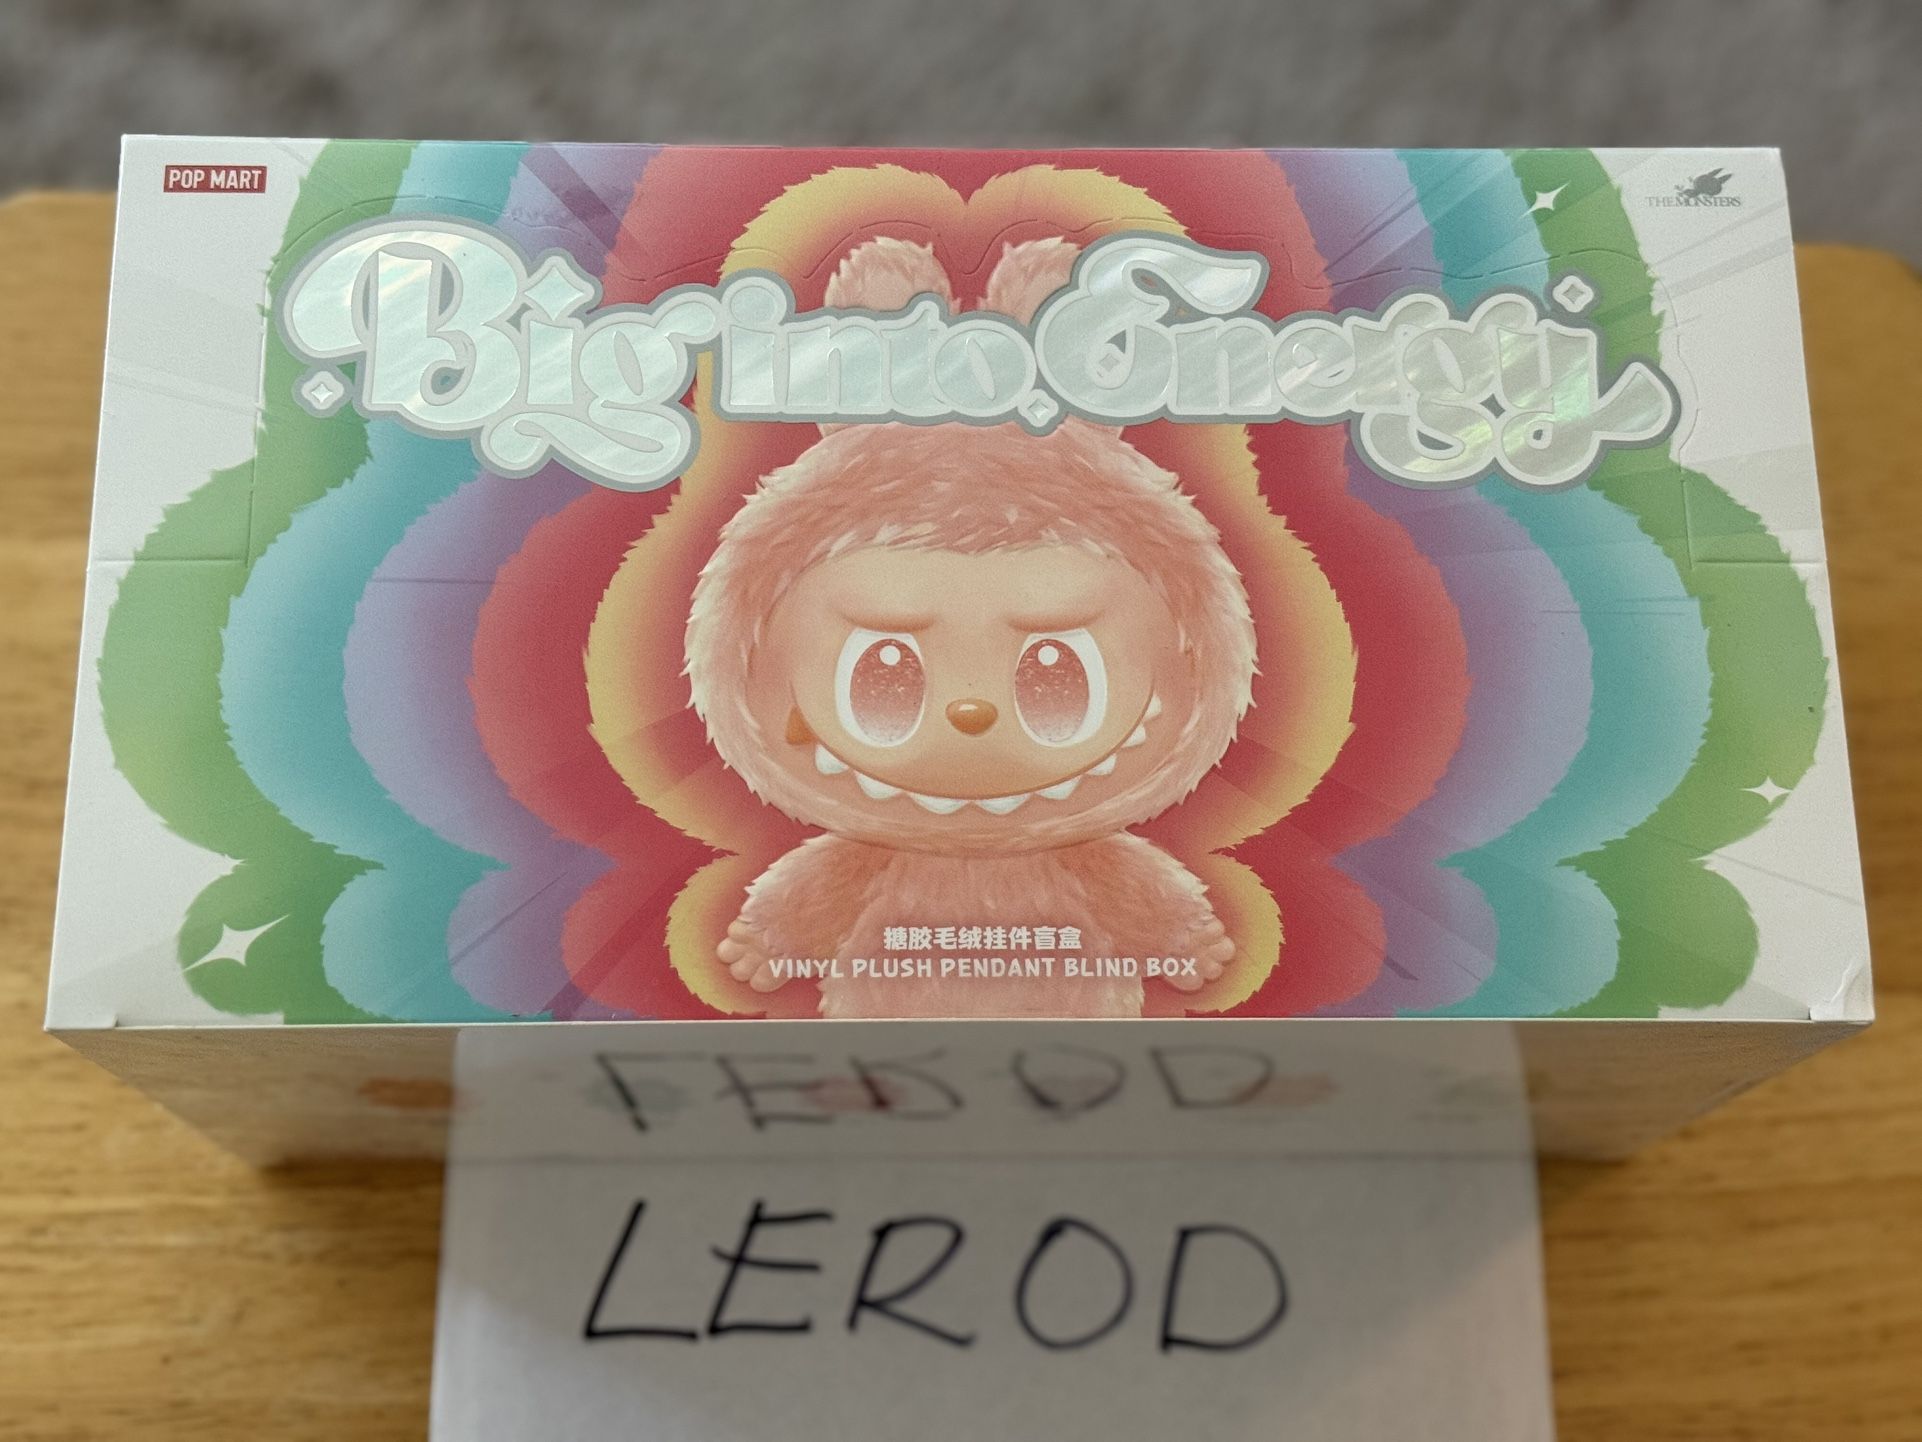 POP MART
THE MONSTERS
Big into Energy
搪胶毛绒挂件盲盒
VINYL PLUSH PENDANT BLIND BOX
LEROD